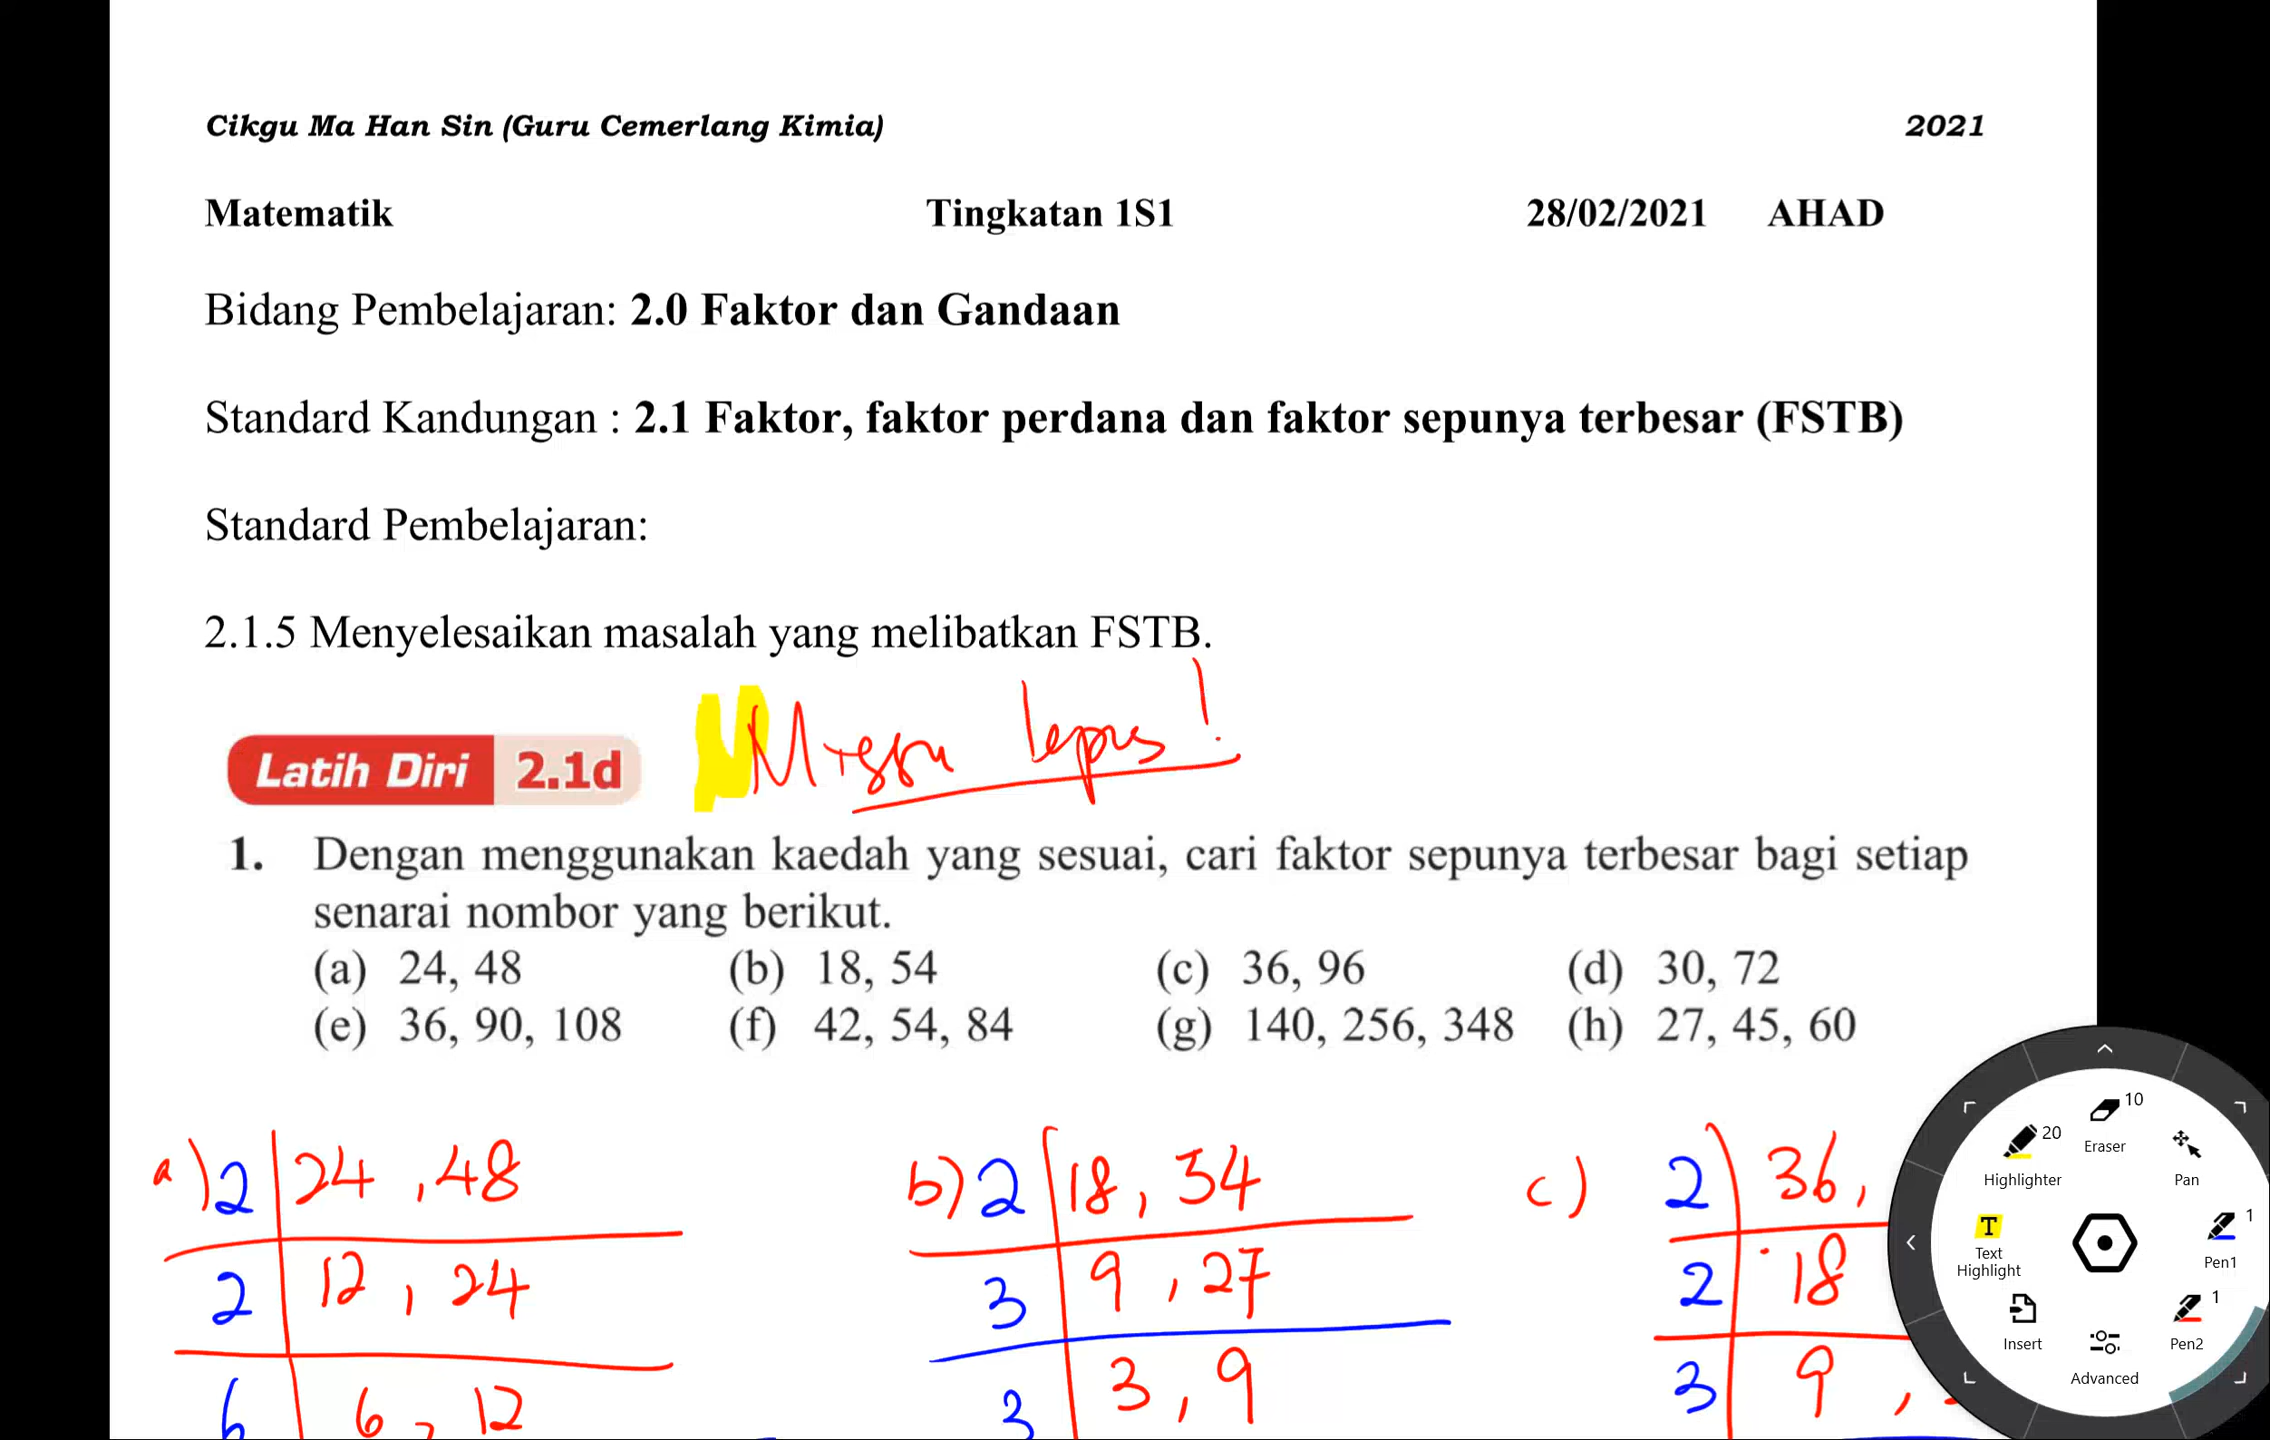 Cikgu Ma Han Sin (Guru Cemerlang Kimia) 2021
Matematik Tingkatan 1S1 28/02/2021 AHAD
Bidang Pembelajaran: 2.0 Faktor dan Gandaan
Standard Kandungan : 2.1 Faktor, faktor perdana dan faktor sepunya terbesar (FSTB)
Standard Pembelajaran:
2.1.5 Menyelesaikan masalah yang melibatkan FSTB.
Latih Diri 2.1d lepas!
1. Dengan menggunakan kaedah yang sesuai, cari faktor sepunya terbesar bagi setiap
senarai nombor yang berikut.
(a) 24, 48 (b) 18, 54 (c) 36, 96 (d) 30, 72
(e) 36, 90, 108 (f) 42, 54, 84 (g) 140, 256, 348 (h) 27, 45, 60
a) 2 24, 48 b) 2 18, 54 c) 2 36,
2 12, 24 3 9, 27 2 18
6 6, 12 3 3, 9 3 9,
10
Eraser
20
Highlighter
Pan
Text
Highlight
1
Pen1
1
Pen2
Insert
Advanced